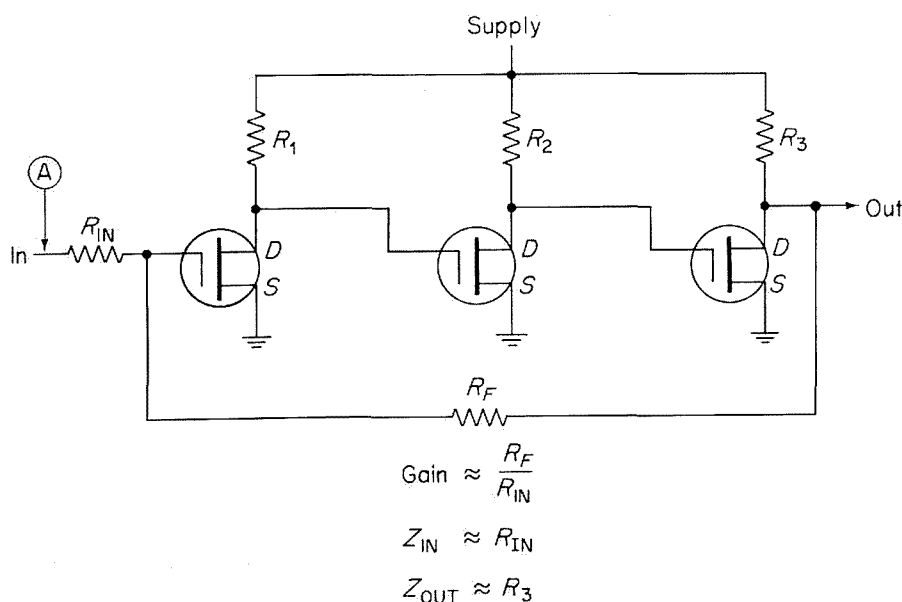 Supply
R1
R2
R3
A
RIN
In
Out
D
S
D
S
D
S
RF
Gain ≈ RF/RIN
ZIN ≈ RIN
ZOUT ≈ R3